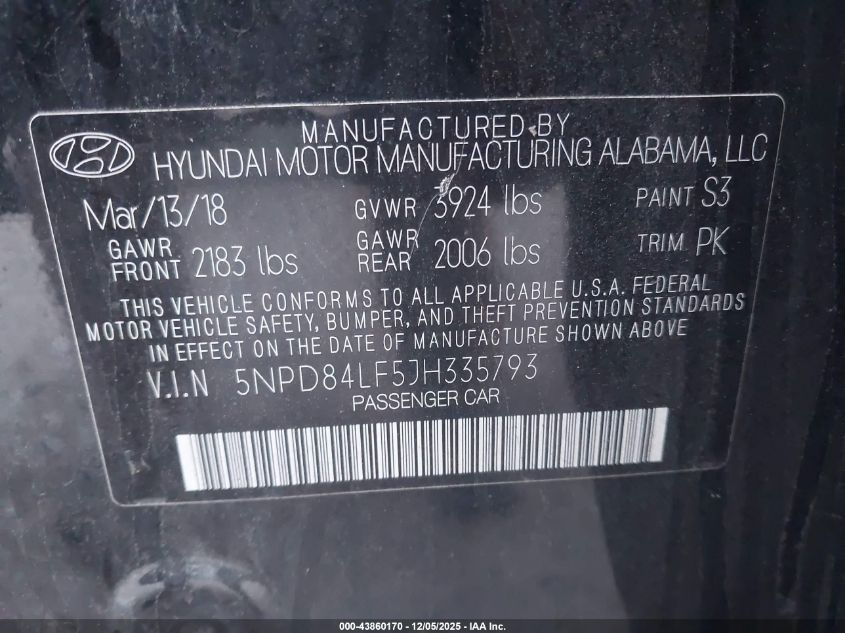 MANUFACTURED BY
HYUNDAI MOTOR MANUFACTURING ALABAMA, LLC
Mar/13/18 GVWR 3924 lbs PAINT S3
GAWR FRONT 2183 lbs GAWR REAR 2006 lbs TRIM PK
THIS VEHICLE CONFORMS TO ALL APPLICABLE U.S.A. FEDERAL
MOTOR VEHICLE SAFETY, BUMPER, AND THEFT PREVENTION STANDARDS
IN EFFECT ON THE DATE OF MANUFACTURE SHOWN ABOVE
V.I.N 5NPD84LF5JH335793
PASSENGER CAR
000-43860170 - 12/05/2025 - IAA Inc.